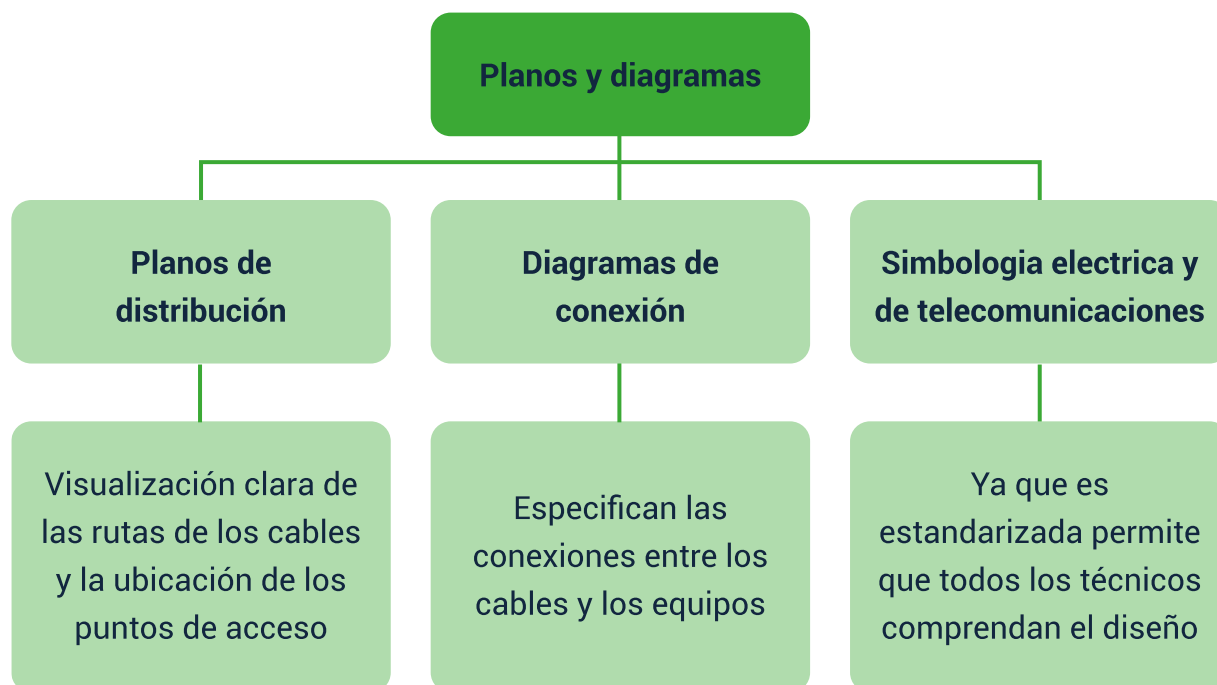 Planos y diagramas
Planos de
distribución
Diagramas de
conexión
Simbologia electrica y
de telecomunicaciones
Visualización clara de
las rutas de los cables
y la ubicación de los
puntos de acceso
Especifican las
conexiones entre los
cables y los equipos
Ya que es
estandarizada permite
que todos los técnicos
comprendan el diseño